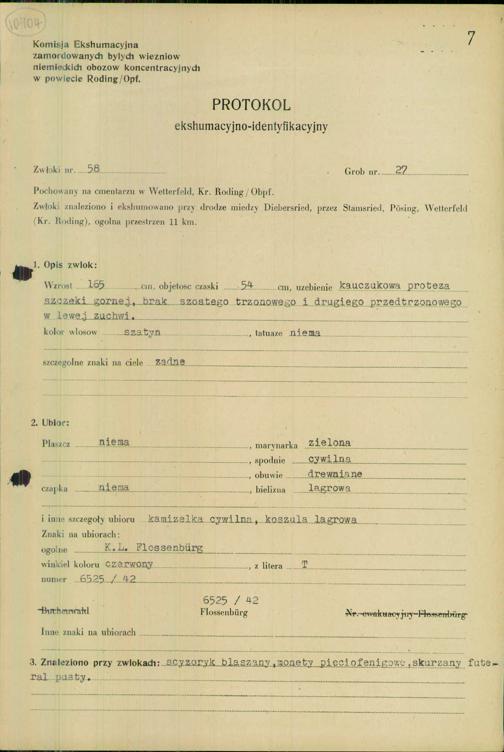 10404
7
Komisja Ekshumacyjna
zamordowanych byłych wiezniow
niemieckich obozow koncentracyjnych
w powiecie Roding/Opf.
PROTOKOL
ekshumacyjno-identyfikacyjny
Zwłoki nr. 58 Grob nr. 27
Pochowany na cmentarzu w Wetterfeld, Kr. Roding/Obpf.
Zwłoki znaleziono i ekshumowano przy drodze miedzy Diebersried, przez Stamsried, Pösing, Wetterfeld
(Kr. Roding), ogolna przestrzen 11 km.
1. Opis zwlok:
Wzrost 165 cm, objetosc czaski 54 cm, uzebienie kauczukowa proteza
szczeki gornej, brak szostego trzonowego i drugiego przedtrzonowego
w lewej zuchwi.
kolor wlosow szatyn, tatuaze niema
szczegolne znaki na ciele zadne
2. Ubior:
Płaszcz niema, marynarka zielona
, spodnie cywilna
, obuwie drewniane
czapka niema, bielizna lagrowa
i inne szczegoły ubioru kamizelka cywilna, koszula lagrowa
Znaki na ubiorach:
ogolne K.L. Flossenbürg
winkiel koloru czarwony, z litera T
numer 6525 / 42
6525 / 42
Buchenwald Flossenbürg Nr. ewakuacyjny Flossenbürg
Inne znaki na ubiorach
3. Znaleziono przy zwłokach: scyzoryk blaszany, monety pieciofenigowe, skurzany fute-
ral pusty.